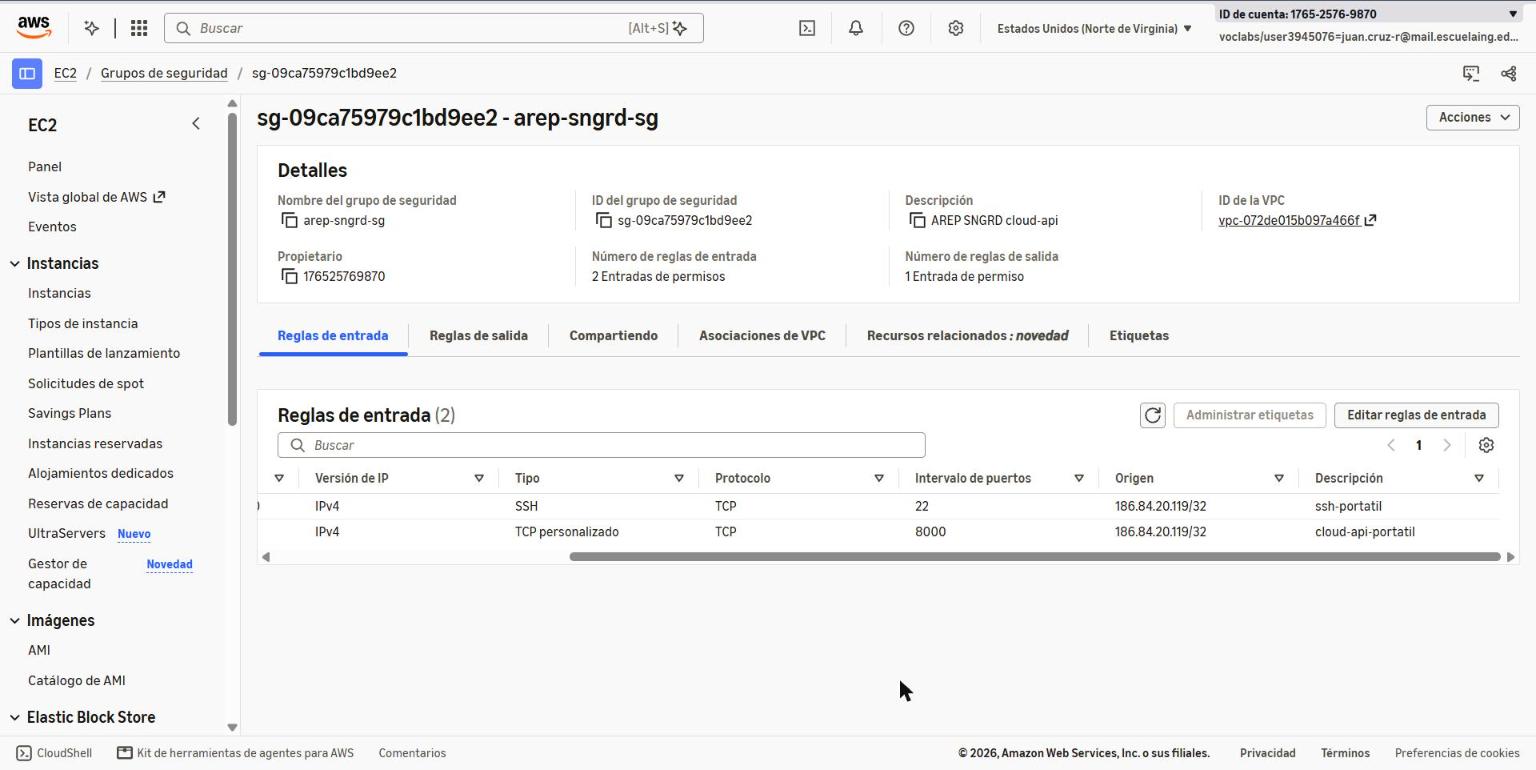 aws
Buscar
[Alt+S]
Estados Unidos (Norte de Virginia)
ID de cuenta: 1765-2576-9870
voclabs/user3945076=juan.cruz-r@mail.escuelaing.ed...
EC2 / Grupos de seguridad / sg-09ca75979c1bd9ee2
EC2
Panel
Vista global de AWS
Eventos
Instancias
Instancias
Tipos de instancia
Plantillas de lanzamiento
Solicitudes de spot
Savings Plans
Instancias reservadas
Alojamientos dedicados
Reservas de capacidad
UltraServers Nuevo
Gestor de capacidad Novedad
Imágenes
AMI
Catálogo de AMI
Elastic Block Store
sg-09ca75979c1bd9ee2 - arep-sngrd-sg
Acciones
Detalles
Nombre del grupo de seguridad
arep-sngrd-sg
ID del grupo de seguridad
sg-09ca75979c1bd9ee2
Descripción
AREP SNGRD cloud-api
ID de la VPC
vpc-072de015b097a466f
Propietario
176525769870
Número de reglas de entrada
2 Entradas de permisos
Número de reglas de salida
1 Entrada de permiso
Reglas de entrada
Reglas de salida
Compartiendo
Asociaciones de VPC
Recursos relacionados : novedad
Etiquetas
Reglas de entrada (2)
Administrar etiquetas
Editar reglas de entrada
Buscar
1
Versión de IP Tipo Protocolo Intervalo de puertos Origen Descripción
IPv4 SSH TCP 22 186.84.20.119/32 ssh-portatil
IPv4 TCP personalizado TCP 8000 186.84.20.119/32 cloud-api-portatil
CloudShell
Kit de herramientas de agentes para AWS
Comentarios
© 2026, Amazon Web Services, Inc. o sus filiales.
Privacidad
Términos
Preferencias de cookies